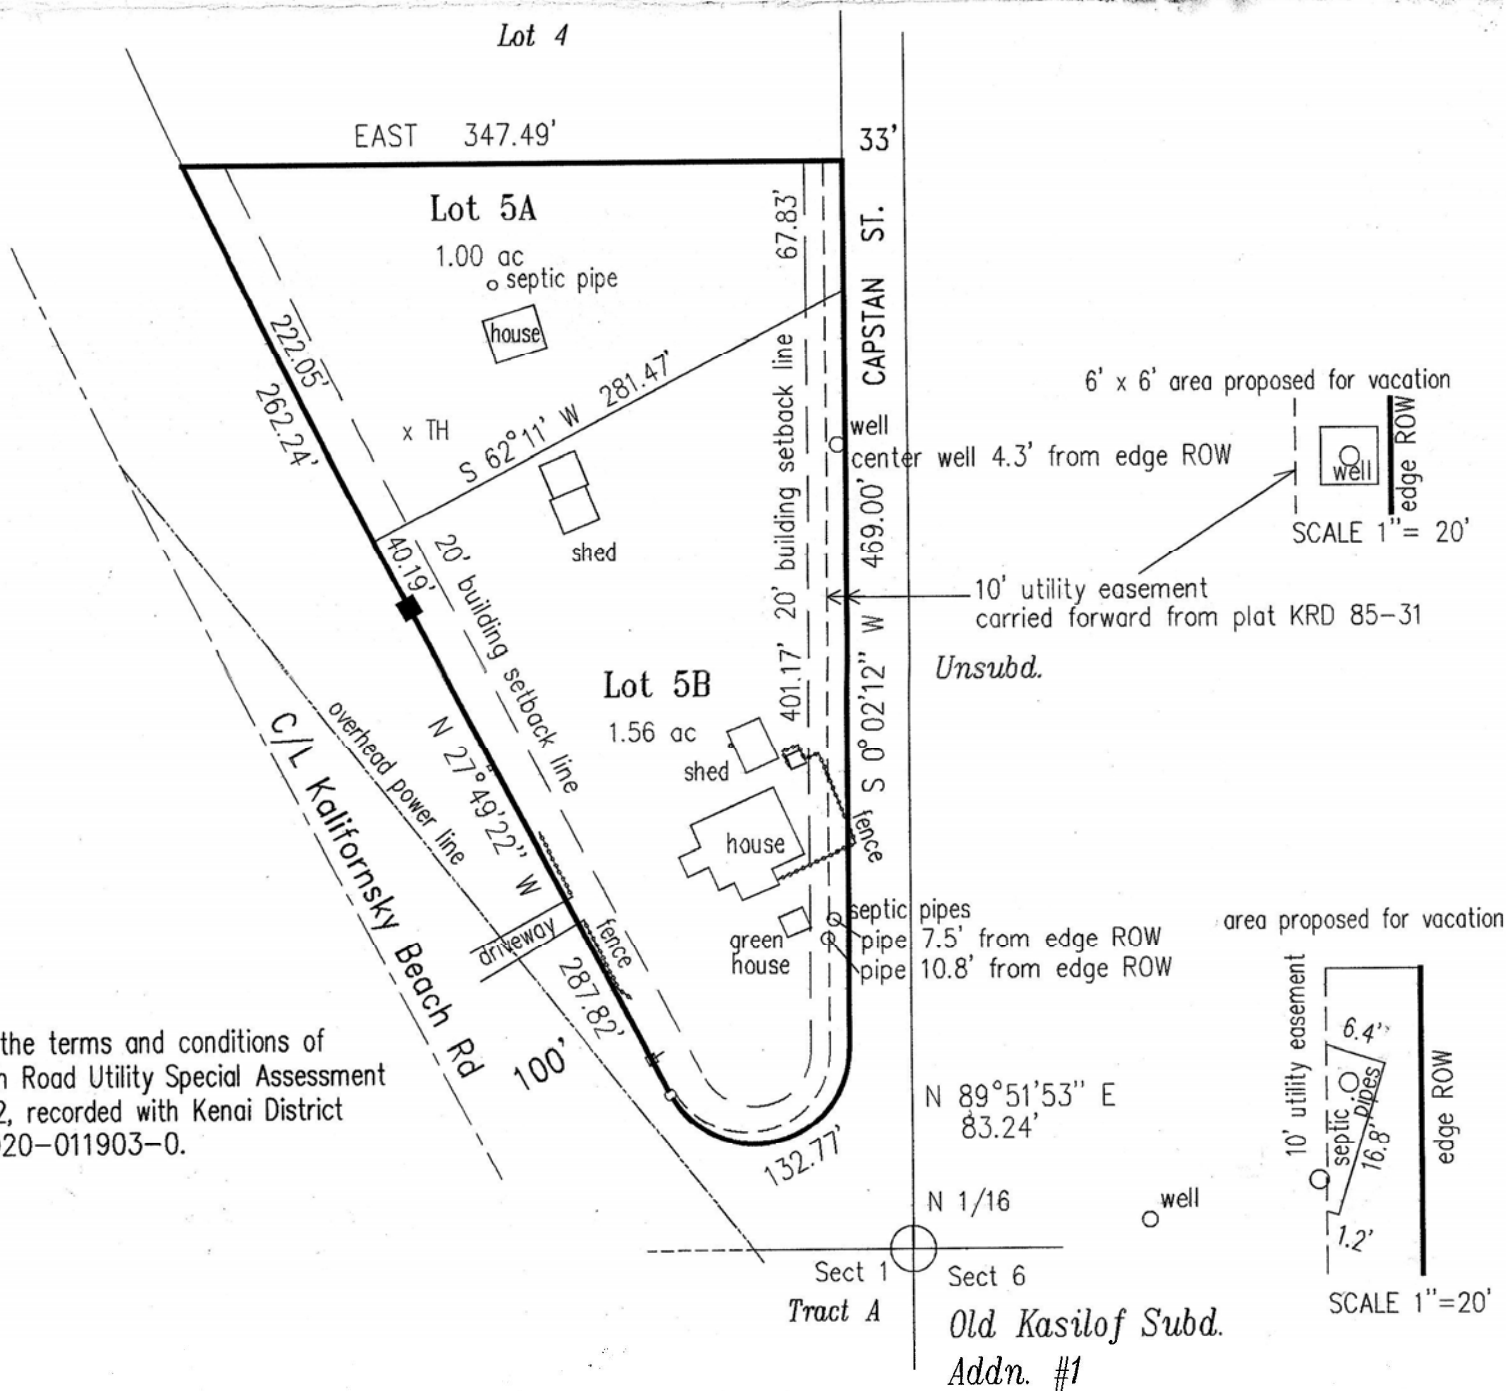 Lot 4
EAST 347.49'
33'
Lot 5A
1.00 ac
septic pipe
house
67.83'
CAPSTAN ST.
222.05'
262.24'
x TH
S 62°11' W 281.47'
20' building setback line
well
center well 4.3' from edge ROW
469.00'
6' x 6' area proposed for vacation
well
edge ROW
SCALE 1"= 20'
shed
40.19'
20' building setback line
10' utility easement
carried forward from plat KRD 85-31
Unsubd.
401.17'
S 0°02'12" W
Lot 5B
1.56 ac
shed
house
fence
overhead power line
C/L Kalifornsky Beach Rd
N 27°49'22" W
driveway
fence
287.82'
100'
green
house
septic pipes
pipe 7.5' from edge ROW
pipe 10.8' from edge ROW
area proposed for vacation
10' utility easement
6.4'
septic pipes
16.8'
1.2'
edge ROW
SCALE 1"=20'
the terms and conditions of
Road Utility Special Assessment
2, recorded with Kenai District
020-011903-0.
N 89°51'53" E
83.24'
132.77'
N 1/16
well
Sect 1
Sect 6
Tract A
Old Kasilof Subd.
Addn. #1